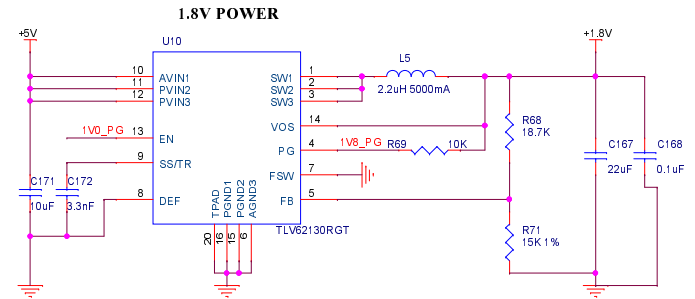 1.8V POWER
+5V
+1.8V
U10
L5
2.2uH 5000mA
10 AVIN1 SW1 1
11 PVIN2 SW2 2
12 PVIN3 SW3 3
VOS 14
1V0_PG 13 EN
1V8_PG
PG 4 R69 10K
R68
18.7K
9 SS/TR FSW 7
C171
10uF
C172
3.3nF
8 DEF FB 5
C167
22uF
C168
0.1uF
TPAD PGND1 PGND2 AGND3
20 16 15 6
TLV62130RGT
R71
15K 1%